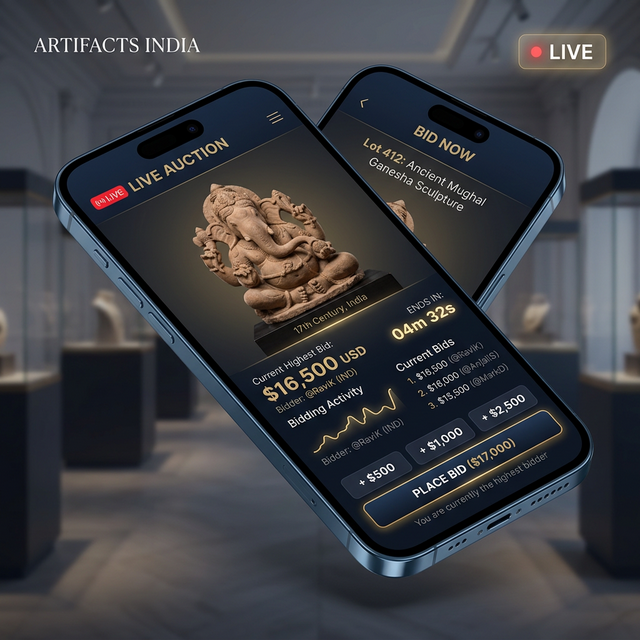 ARTIFACTS INDIA
LIVE
BID NOW
Lot 412: Ancient Mughal
Ganesha Sculpture
LIVE
LIVE AUCTION
17th Century, India
Current Highest Bid:
$16,500 USD
Bidder: @RaviK (IND)
ENDS IN:
04m 32s
Bidding Activity
Bidder: @RaviK (IND)
Current Bids
1. $16,500 (@RaviK)
2. $16,000 (@AnjaliS)
3. $15,500 (@MarkD)
+ $500
+ $1,000
+ $2,500
PLACE BID ($17,000)
You are currently the highest bidder